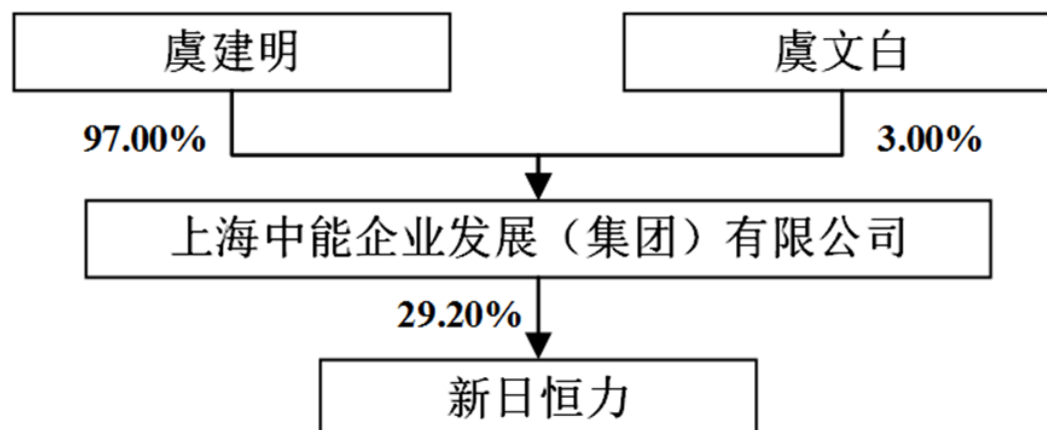 虞建明
虞文白
97.00%
3.00%
上海中能企业发展（集团）有限公司
29.20%
新日恒力